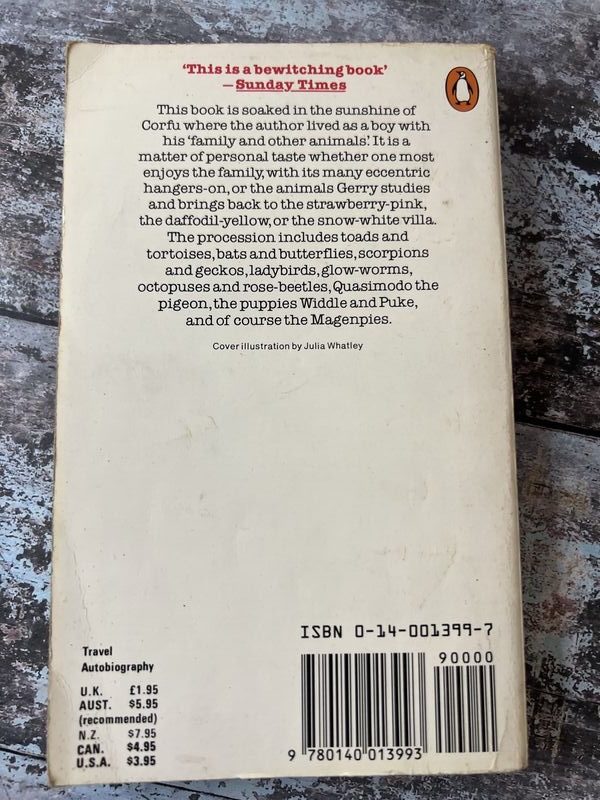 'This is a bewitching book'
— Sunday Times
This book is soaked in the sunshine of
Corfu where the author lived as a boy with
his 'family and other animals'. It is a
matter of personal taste whether one most
enjoys the family, with its many eccentric
hangers-on, or the animals Gerry studies
and brings back to the strawberry-pink,
the daffodil-yellow, or the snow-white villa.
The procession includes toads and
tortoises, bats and butterflies, scorpions
and geckos, ladybirds, glow-worms,
octopuses and rose-beetles, Quasimodo the
pigeon, the puppies Widdle and Puke,
and of course the Magenpies.
Cover illustration by Julia Whatley
ISBN 0-14-001399-7
90000
9 780140 013993
Travel
Autobiography
U.K. £1.95
AUST. $5.95
(recommended)
N.Z. $7.95
CAN. $4.95
U.S.A. $3.95